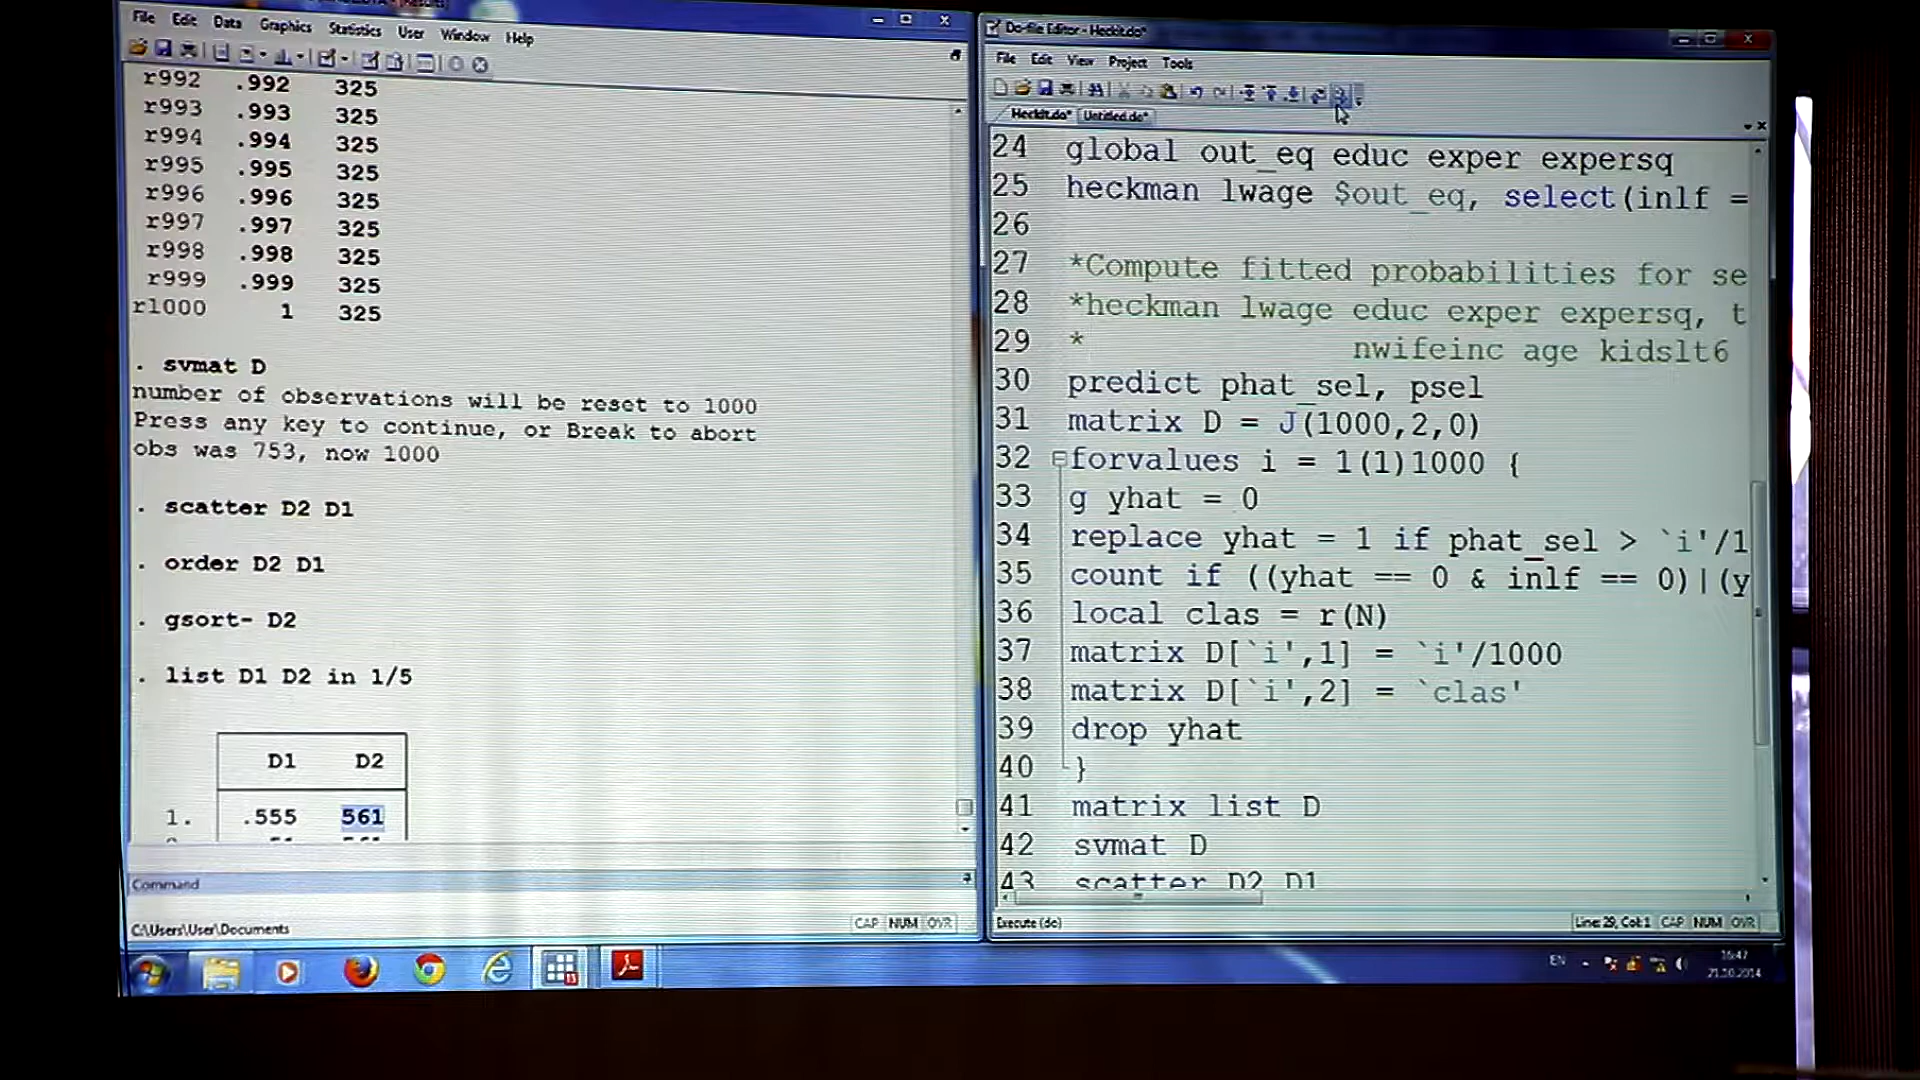 File Edit Data Graphics Statistics User Window Help
r992 .992 325
r993 .993 325
r994 .994 325
r995 .995 325
r996 .996 325
r997 .997 325
r998 .998 325
r999 .999 325
r1000 1 325
. svmat D
number of observations will be reset to 1000
Press any key to continue, or Break to abort
obs was 753, now 1000
. scatter D2 D1
. order D2 D1
. gsort- D2
. list D1 D2 in 1/5
D1 D2
1. .555 561
Command
C:\Users\User\Documents
CAP NUM OVR
Do-file Editor - Heckit.do*
File Edit View Project Tools
Heckit.do* Untitled.do*
24 global out_eq educ exper expersq
25 heckman lwage $out_eq, select(inlf =
26
27 *Compute fitted probabilities for se
28 *heckman lwage educ exper expersq, t
29 * nwifeinc age kidslt6
30 predict phat_sel, psel
31 matrix D = J(1000,2,0)
32 forvalues i = 1(1)1000 {
33 g yhat = 0
34 replace yhat = 1 if phat_sel > `i'/1
35 count if ((yhat == 0 & inlf == 0)|(y
36 local clas = r(N)
37 matrix D[`i',1] = `i'/1000
38 matrix D[`i',2] = `clas'
39 drop yhat
40 }
41 matrix list D
42 svmat D
43 scatter D2 D1
Execute (do)
Line: 29, Col: 1 CAP NUM OVR
EN
16:47
21.10.2014